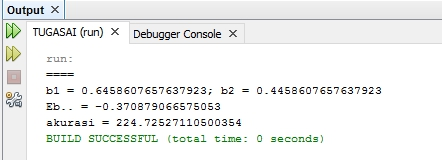 Output ×
TUGASAI (run) × Debugger Console ×
run:
====
b1 = 0.6458607657637923; b2 = 0.4458607657637923
Eb.. = -0.370879066575053
akurasi = 224.72527110500354
BUILD SUCCESSFUL (total time: 0 seconds)